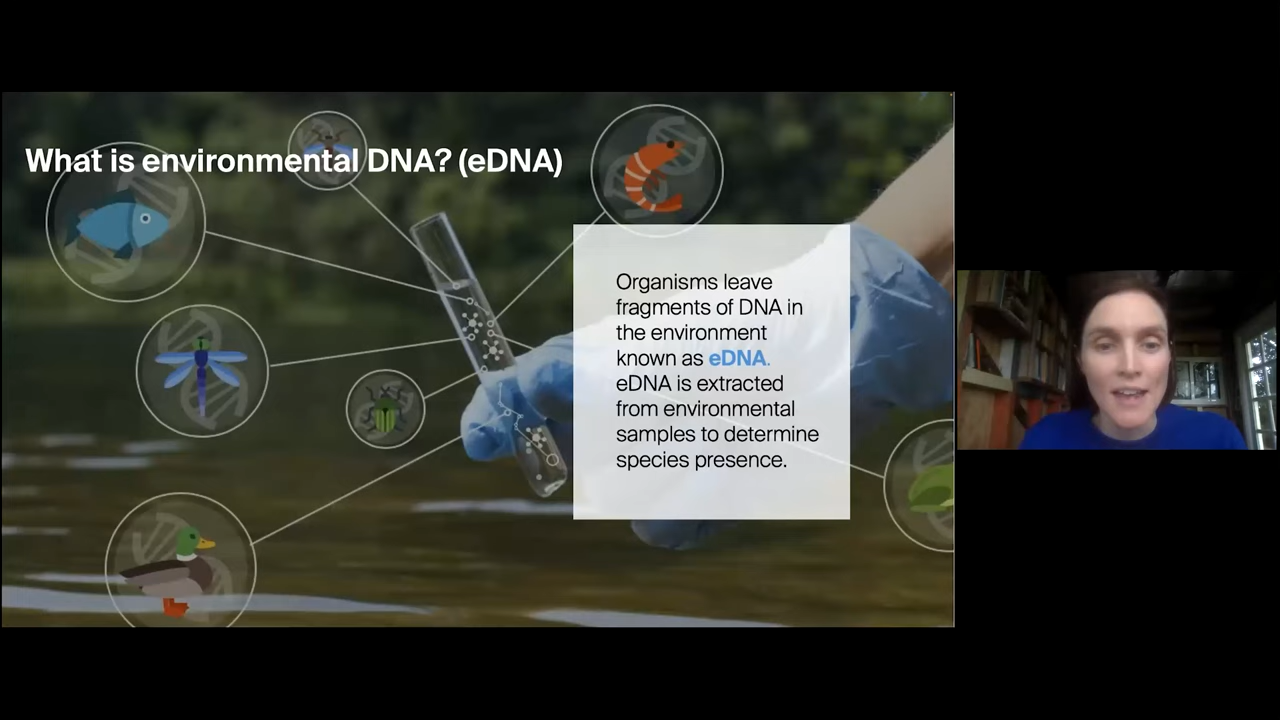 What is environmental DNA? (eDNA)
Organisms leave
fragments of DNA in
the environment
known as eDNA.
eDNA is extracted
from environmental
samples to determine
species presence.